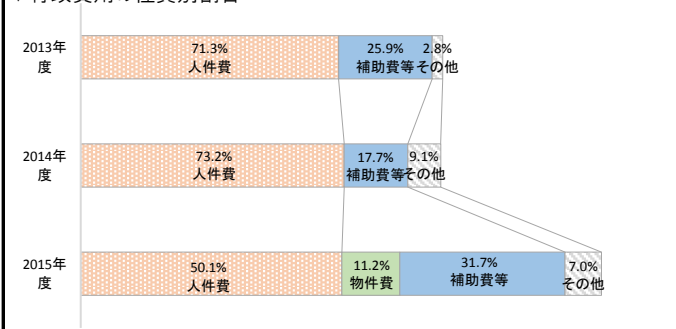 2013年
度
71.3%
人件費
25.9%
補助費等
2.8%
その他
2014年
度
73.2%
人件費
17.7%
補助費等
9.1%
その他
2015年
度
50.1%
人件費
11.2%
物件費
31.7%
補助費等
7.0%
その他